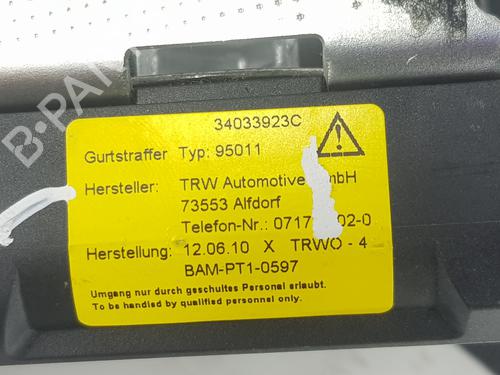 B-PARTS
34033923C
Gurtstraffer Typ: 95011
Hersteller: TRW Automotive
73553 Alfdorf
Telefon-Nr.:
Herstellung: 12.06.10 X TRWO - 4
BAM-PT1-0597
Umgang nur durch geschultes Personal erlaubt.
To be handled by qualified personnel only.